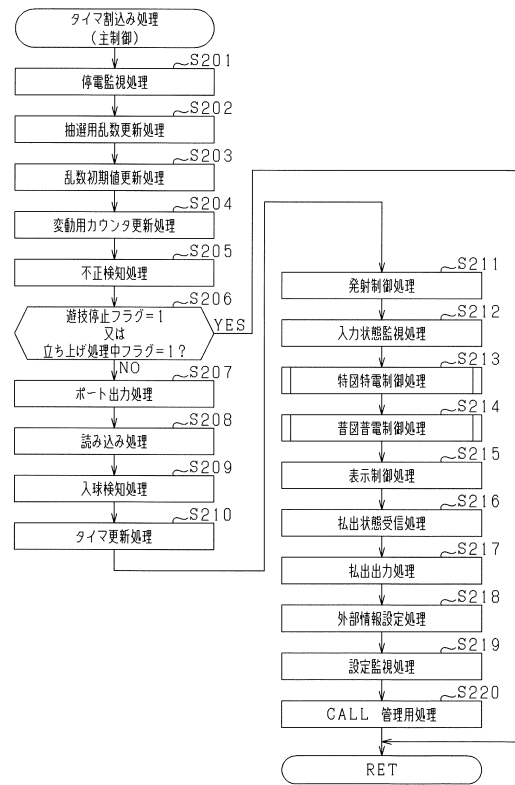 タイマ割込み処理
(主制御)
S201
停電監視処理
S202
抽選用乱数更新処理
S203
乱数初期値更新処理
S204
変動用カウンタ更新処理
S205
不正検知処理
S206
遊技停止フラグ=1
又は
立ち上げ処理中フラグ=1?
YES
NO
S207
ポート出力処理
S208
読み込み処理
S209
入球検知処理
S210
タイマ更新処理
S211
発射制御処理
S212
入力状態監視処理
S213
特図特電制御処理
S214
普図普電制御処理
S215
表示制御処理
S216
払出状態受信処理
S217
払出出力処理
S218
外部情報設定処理
S219
設定監視処理
S220
CALL 管理用処理
RET